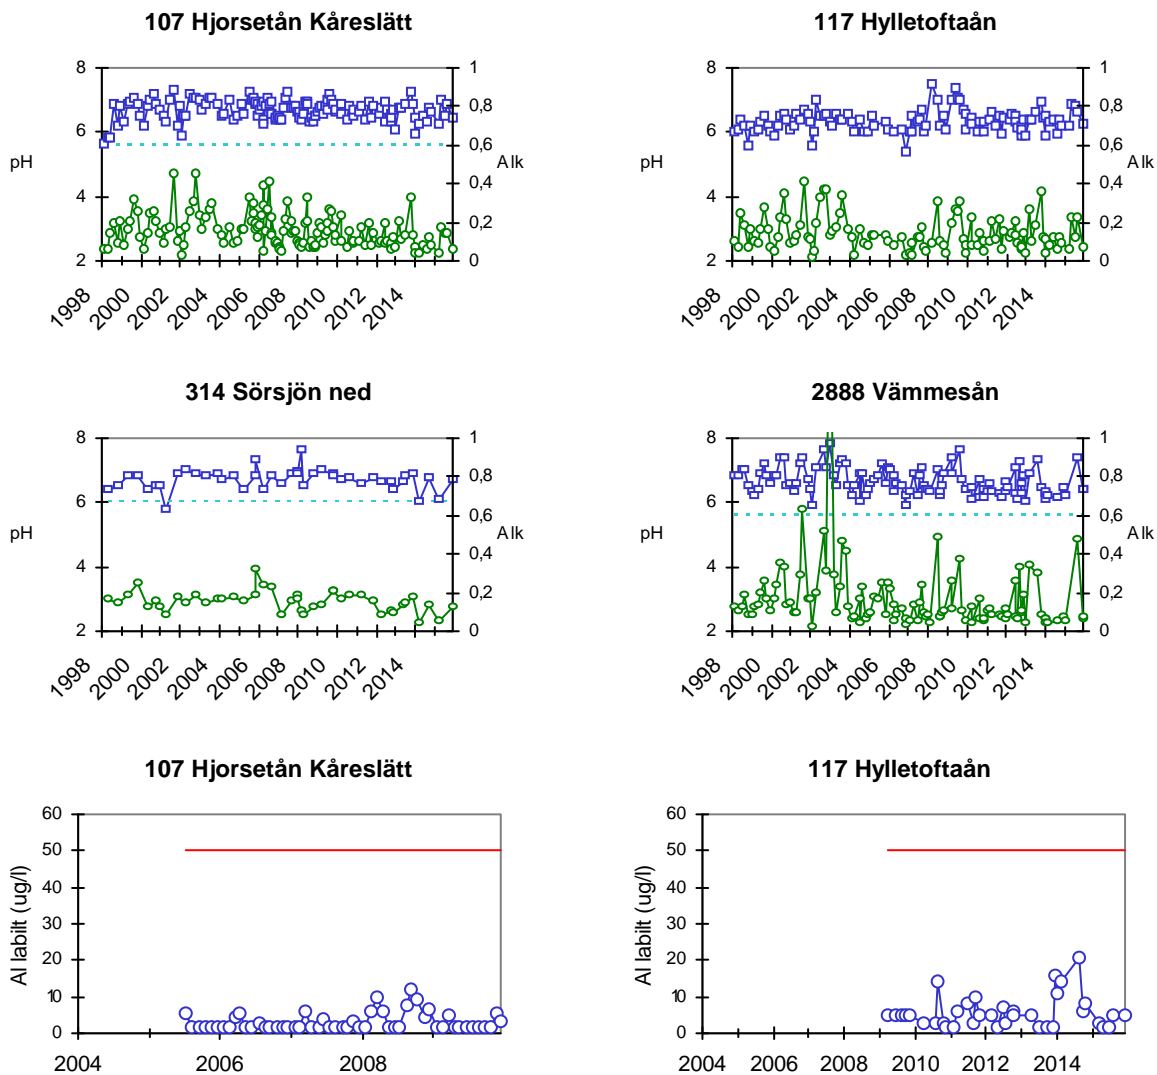 107 Hjorsetån Kåreslätt
117 Hylletoftaån
8 1 8 1
0,8 0,8
6 6
pH 0,6 Alk pH 0,6 Alk
4 0,4 4 0,4
0,2 0,2
2 0 2 0
1998 2000 2002 2004 2006 2008 2010 2012 2014
1998 2000 2002 2004 2006 2008 2010 2012 2014
314 Sörsjön ned
2888 Vämmesån
8 1 8 1
0,8 0,8
6 6
pH 0,6 Alk pH 0,6 Alk
4 0,4 4 0,4
0,2 0,2
2 0 2 0
1998 2000 2002 2004 2006 2008 2010 2012 2014
1998 2000 2002 2004 2006 2008 2010 2012 2014
107 Hjorsetån Kåreslätt
117 Hylletoftaån
Al labilt (ug/l)
60
50
40
30
20
10
0
2004 2006 2008
Al labilt (ug/l)
60
50
40
30
20
10
0
2004 2006 2010 2012 2014